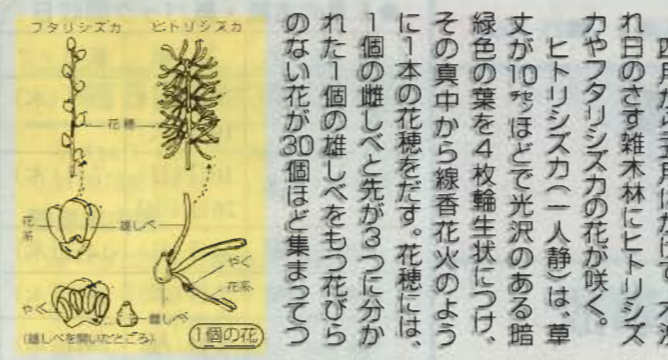 四月から五月にかけて、木漏
れ日のさす雑木林にヒトリシズ
カやフタリシズカの花が咲く。
ヒトリシズカ(一人静)は、草
丈が10㌢ほどで光沢のある暗
緑色の葉を4枚輪生状につけ、
その真中から線香花火のよう
に1本の花穂をだす。花穂には、
1個の雌しべと先が3つに分か
れた1個の雄しべをもつ花びら
のない花が30個ほど集まってつ
フタリシズカ
ヒトリシズカ
花穂
花糸
雄しべ
やく
花糸
やく
雌しべ
(雄しべを開いたところ)
1個の花